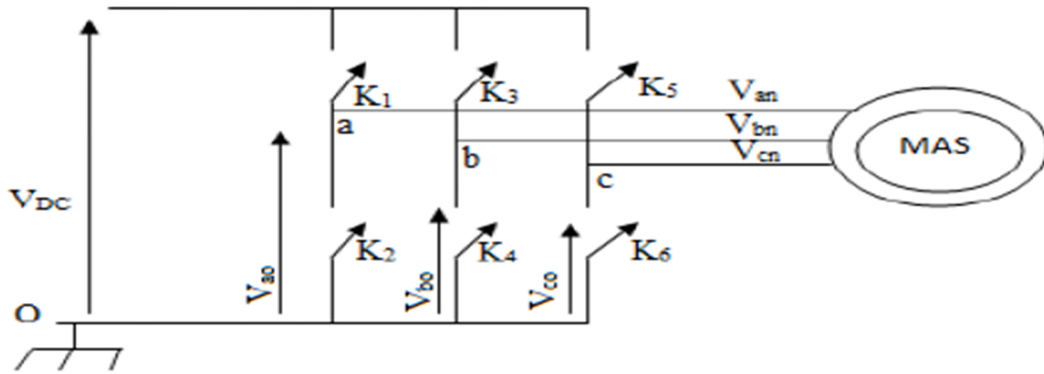 K₁
K₃
K₅
Van
Vbn
Vcn
MAS
a
b
c
VDC
Vao
Vbo
Vco
K₂
K₄
K₆
O